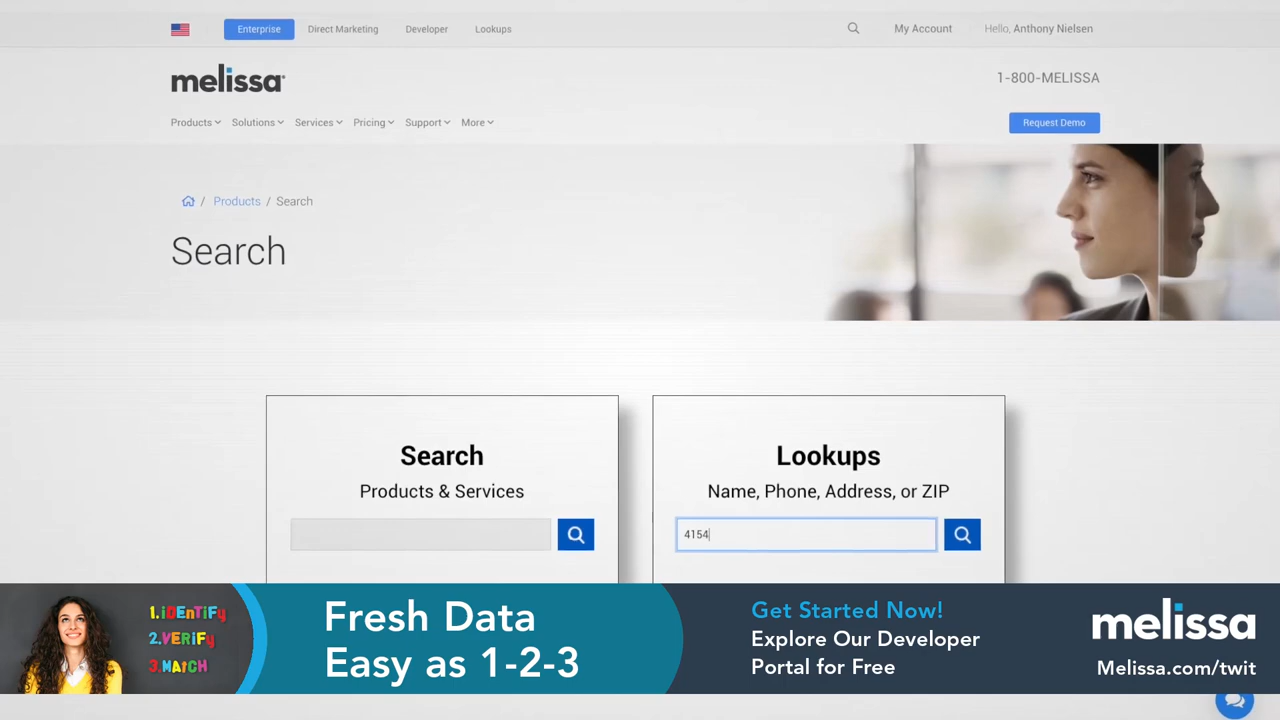 Enterprise Direct Marketing Developer Lookups My Account Hello, Anthony Nielsen
melissa
1-800-MELISSA
Products Solutions Services Pricing Support More Request Demo
/ Products / Search
Search
Search
Products & Services
Lookups
Name, Phone, Address, or ZIP
4154
1.iDEnTiFy
2.VERiFy
3.MAtCH
Fresh Data
Easy as 1-2-3
Get Started Now!
Explore Our Developer
Portal for Free
melissa
Melissa.com/twit